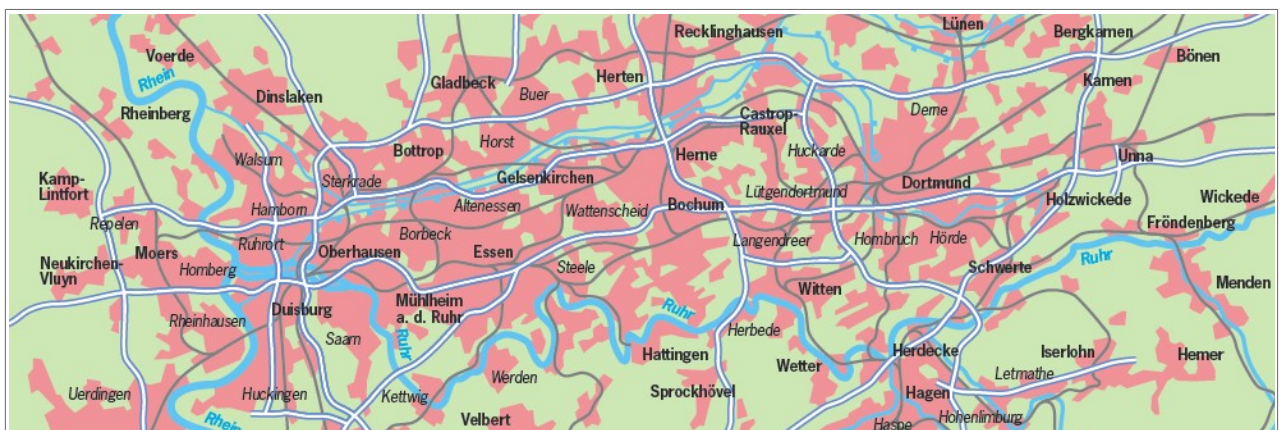 Recklinghausen
Lünen
Bergkamen
Voerde
Bönen
Rhein
Gladbeck
Herten
Kamen
Dinslaken
Buer
Rheinberg
Castrop-
Rauxel
Derne
Walsum
Bottrop
Horst
Herne
Huckarde
Unna
Kamp-
Lintfort
Sterkrade
Gelsenkirchen
Lütgendortmund
Dortmund
Holzwickede
Wickede
Repelen
Hamborn
Altenessen
Wattenscheid
Bochum
Fröndenberg
Moers
Ruhrort
Borbeck
Langendreer
Hombruch
Hörde
Neukirchen-
Vluyn
Homberg
Oberhausen
Essen
Steele
Schwerte
Ruhr
Menden
Rheinhausen
Duisburg
Mühlheim
a. d. Ruhr
Witten
Ruhr
Saarn
Ruhr
Herbede
Hattingen
Wetter
Herdecke
Iserlohn
Hemer
Letmathe
Uerdingen
Huckingen
Kettwig
Werden
Sprockhövel
Hagen
Rhein
Velbert
Haspe
Hohenlimburg